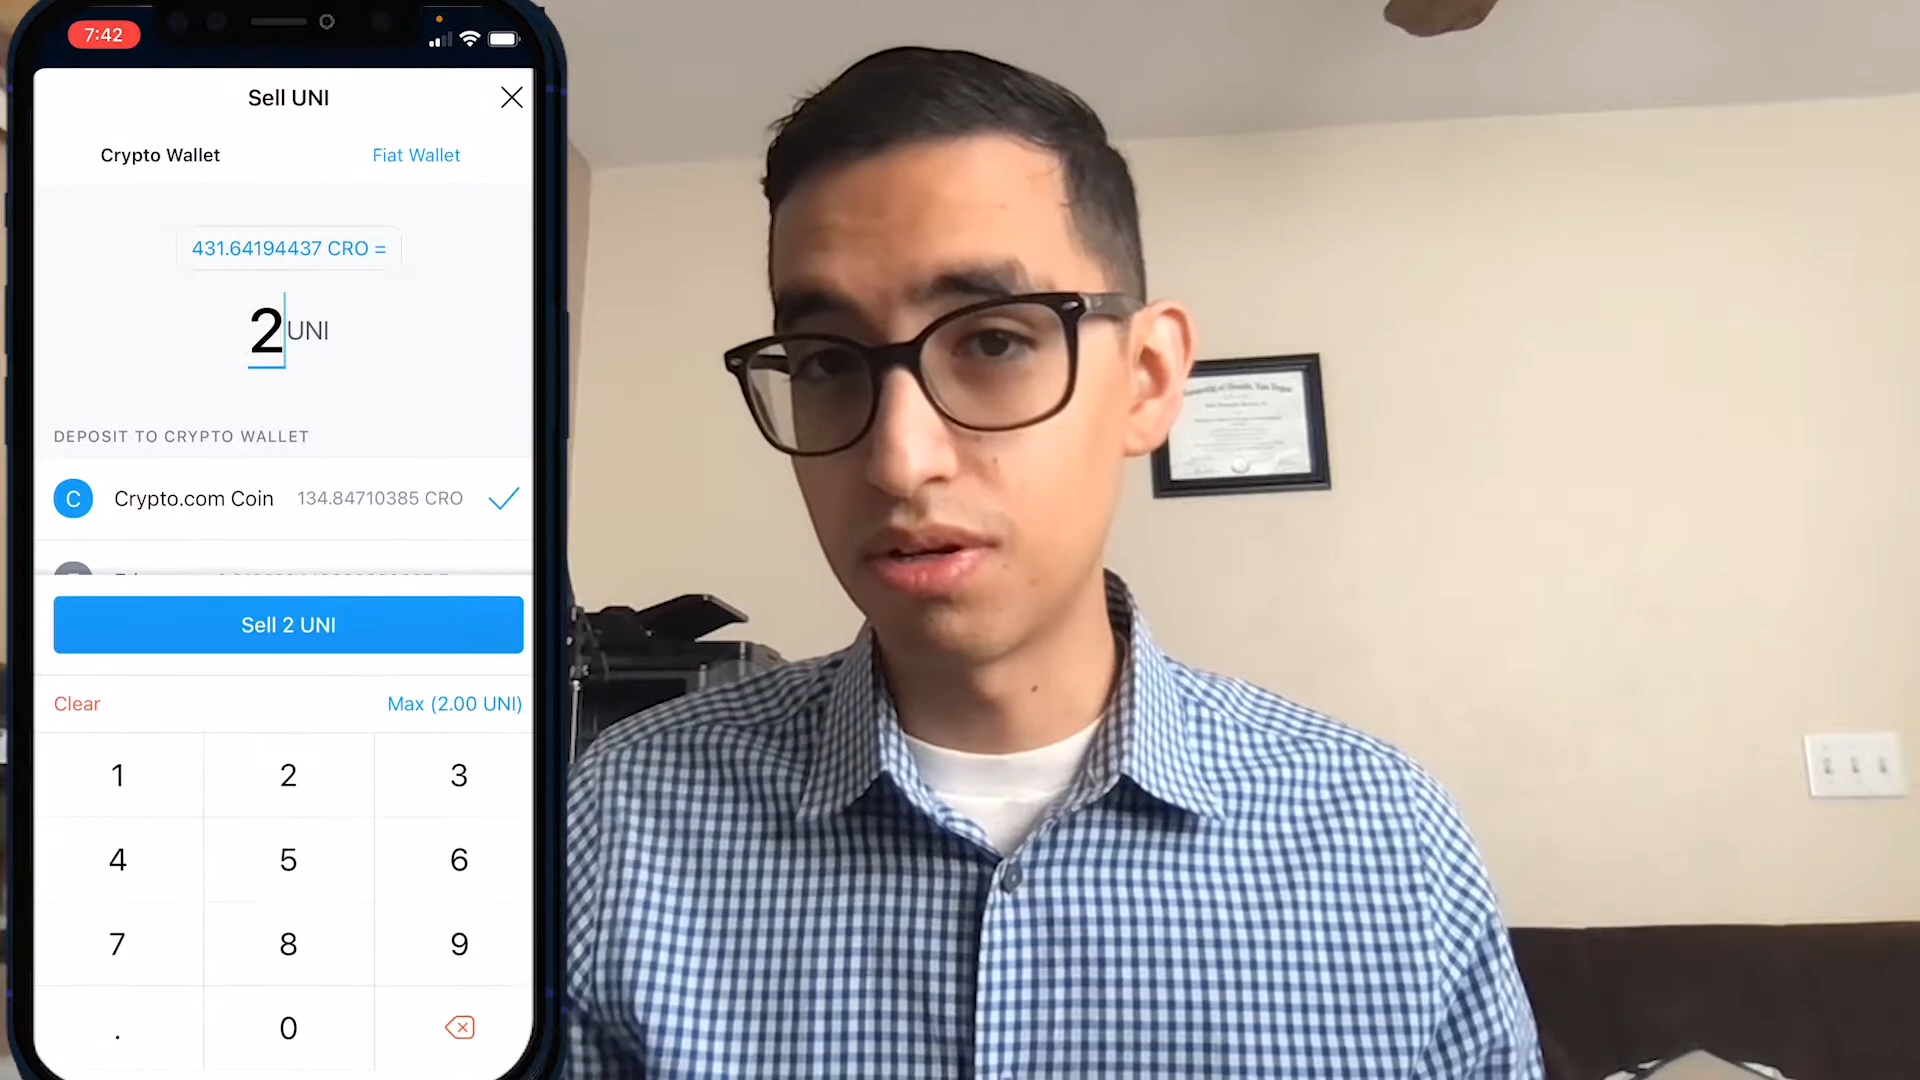 7:42
Sell UNI
Crypto Wallet Fiat Wallet
431.64194437 CRO =
2 UNI
DEPOSIT TO CRYPTO WALLET
C Crypto.com Coin 134.84710385 CRO
Sell 2 UNI
Clear Max (2.00 UNI)
1 2 3
4 5 6
7 8 9
. 0